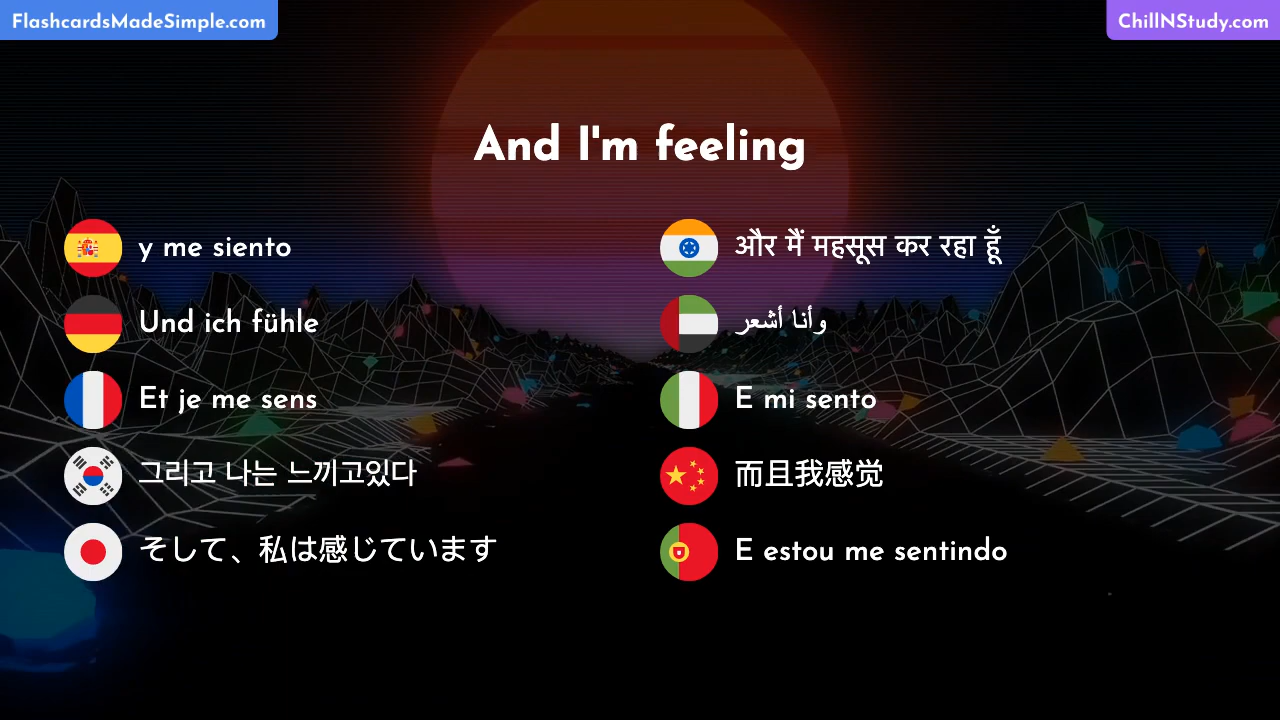 FlashcardsMadeSimple.com
ChillNStudy.com
And I'm feeling
y me siento
Und ich fühle
Et je me sens
그리고 나는 느끼고있다
そして、私は感じています
और मैं महसूस कर रहा हूँ
وأنا أشعر
E mi sento
而且我感觉
E estou me sentindo